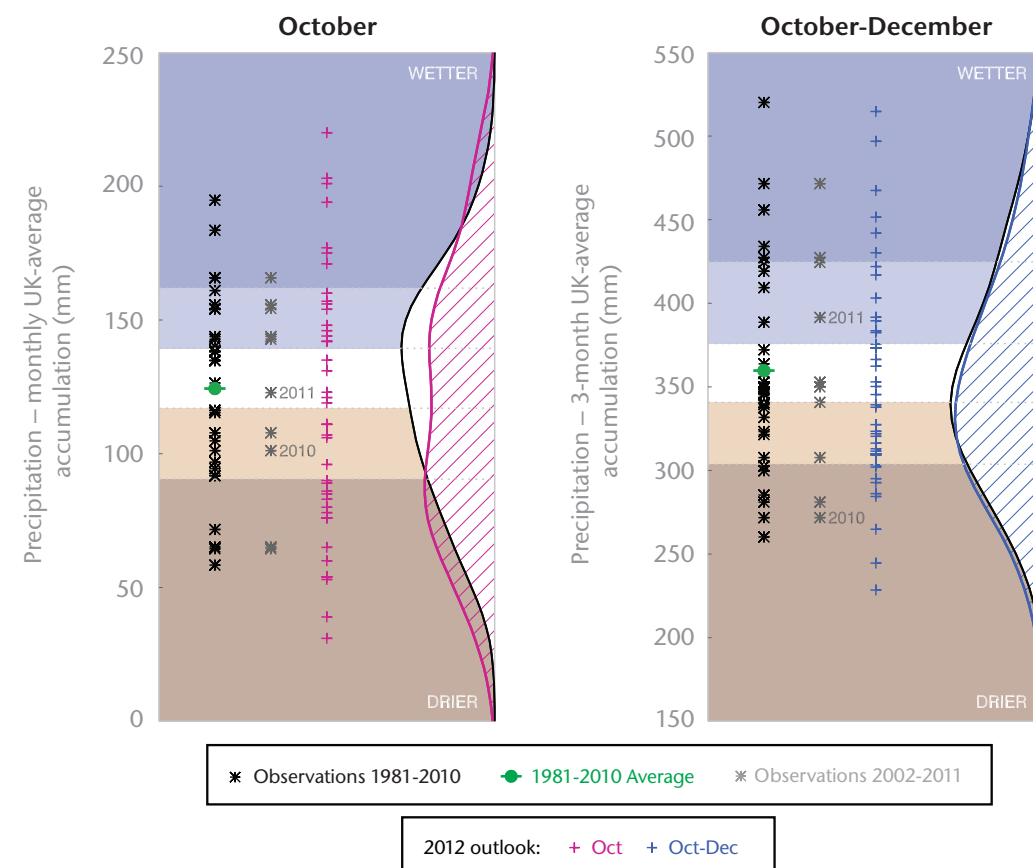 October
Precipitation – monthly UK-average
accumulation (mm)
250
200
150
100
50
0
WETTER
2011
2010
DRIER
October-December
Precipitation – 3-month UK-average
accumulation (mm)
550
500
450
400
350
300
250
200
150
WETTER
2011
2010
DRIER
Observations 1981-2010 1981-2010 Average Observations 2002-2011
2012 outlook: Oct Oct-Dec